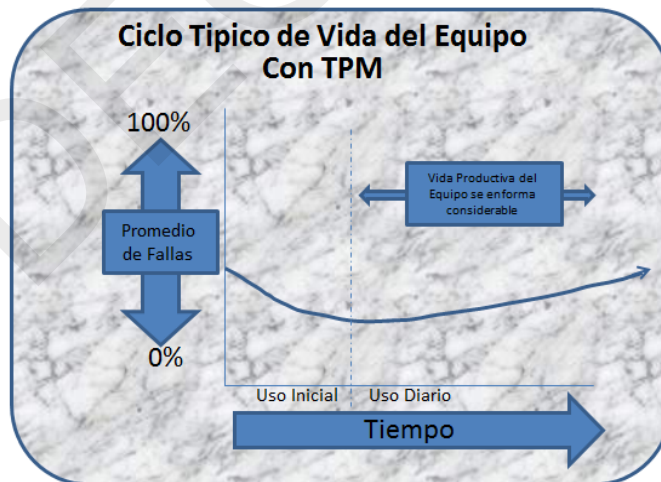 Ciclo Tipico de Vida del Equipo
Con TPM
100%
Promedio
de Fallas
0%
Vida Productiva del
Equipo se enforma
considerable
Uso Inicial
Uso Diario
Tiempo